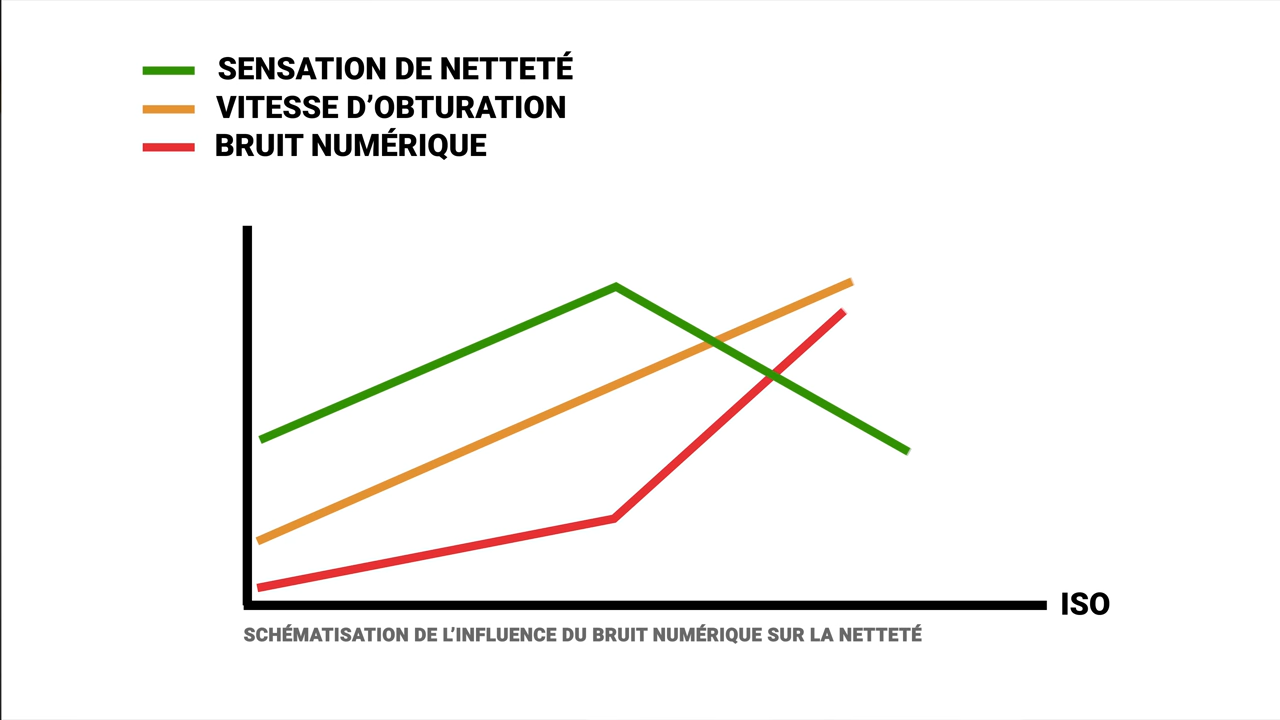 SENSATION DE NETTETÉ
VITESSE D’OBTURATION
BRUIT NUMÉRIQUE
ISO
SCHÉMATISATION DE L’INFLUENCE DU BRUIT NUMÉRIQUE SUR LA NETTETÉ